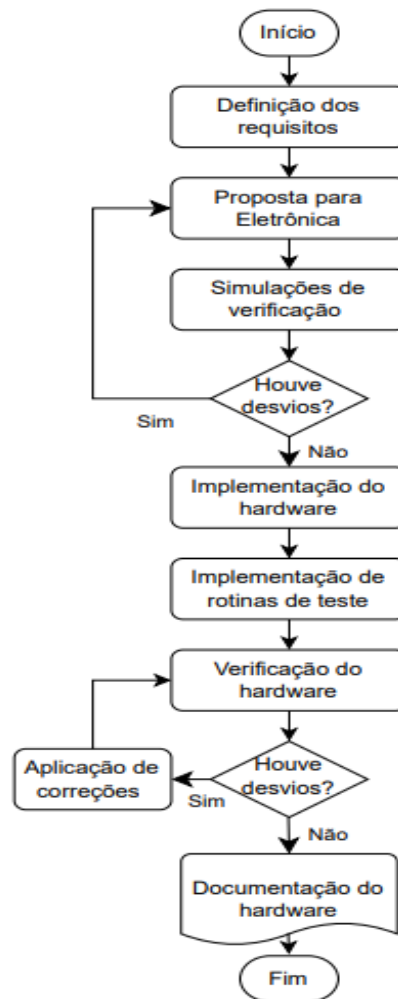 Início
Definição dos
requisitos
Proposta para
Eletrônica
Simulações de
verificação
Houve
desvios?
Sim
Não
Implementação do
hardware
Implementação de
rotinas de teste
Verificação do
hardware
Houve
desvios?
Aplicação de
correções
Sim
Não
Documentação do
hardware
Fim